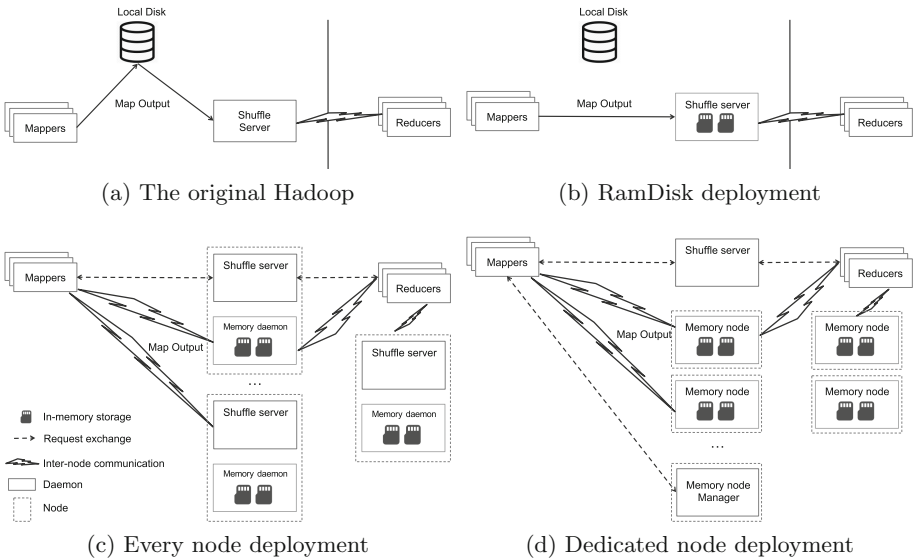 Local Disk
Map Output
Mappers
Shuffle
Server
Reducers
(a) The original Hadoop
Local Disk
Map Output
Mappers
Shuffle server
Reducers
(b) RamDisk deployment
Mappers
Shuffle server
Reducers
Memory daemon
Map Output
...
Shuffle server
Memory daemon
Shuffle server
Memory daemon
In-memory storage
Request exchange
Inter-node communication
Daemon
Node
(c) Every node deployment
Mappers
Shuffle server
Reducers
Map Output
Memory node
Memory node
Memory node
Memory node
...
Memory node
Manager
(d) Dedicated node deployment